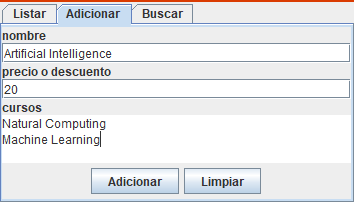 Listar Adicionar Buscar
nombre
Artificial Intelligence
precio o descuento
20
cursos
Natural Computing
Machine Learning
Adicionar Limpiar